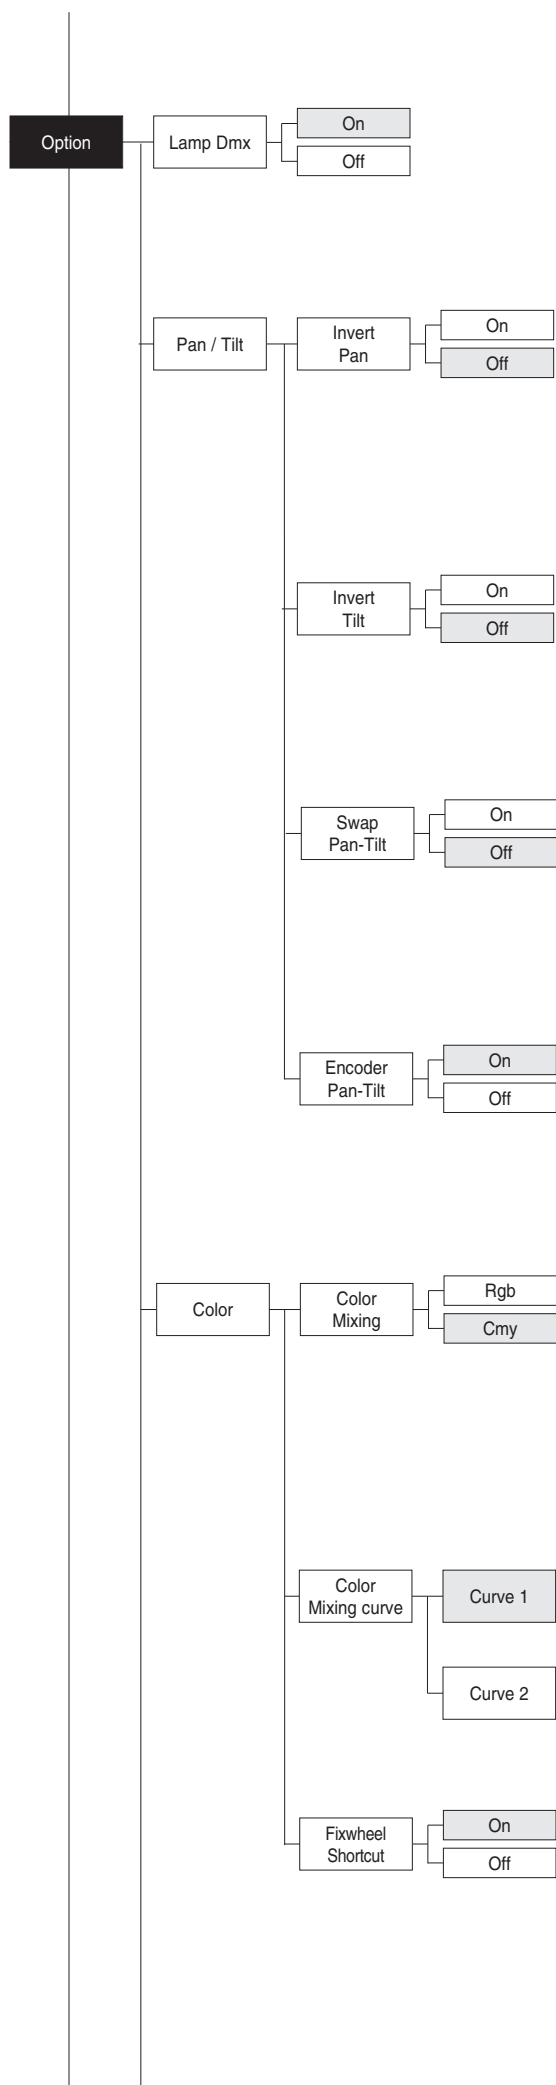 Option
Lamp Dmx
On
Off
Pan / Tilt
Invert
Pan
On
Off
Invert
Tilt
On
Off
Swap
Pan-Tilt
On
Off
Encoder
Pan-Tilt
On
Off
Color
Color
Mixing
Rgb
Cmy
Color
Mixing curve
Curve 1
Curve 2
Fixwheel
Shortcut
On
Off